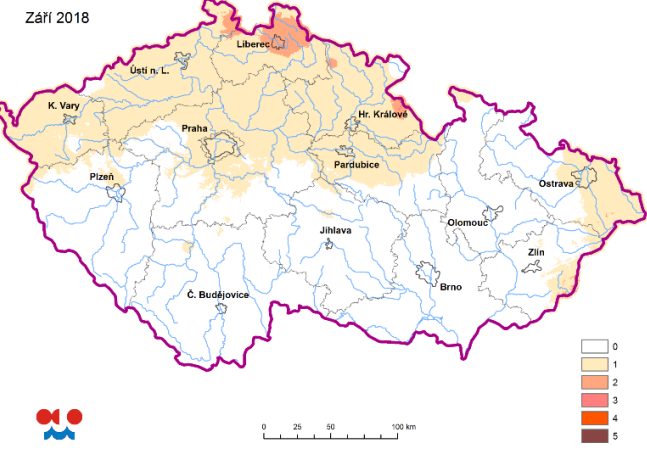 Září 2018
Liberec
Ústí n. L.
K. Vary
Praha
Hr. Králové
Pardubice
Plzeň
Ostrava
Olomouc
Jihlava
Zlín
Brno
Č. Budějovice
0
1
2
3
4
5
0 25 50 100 km